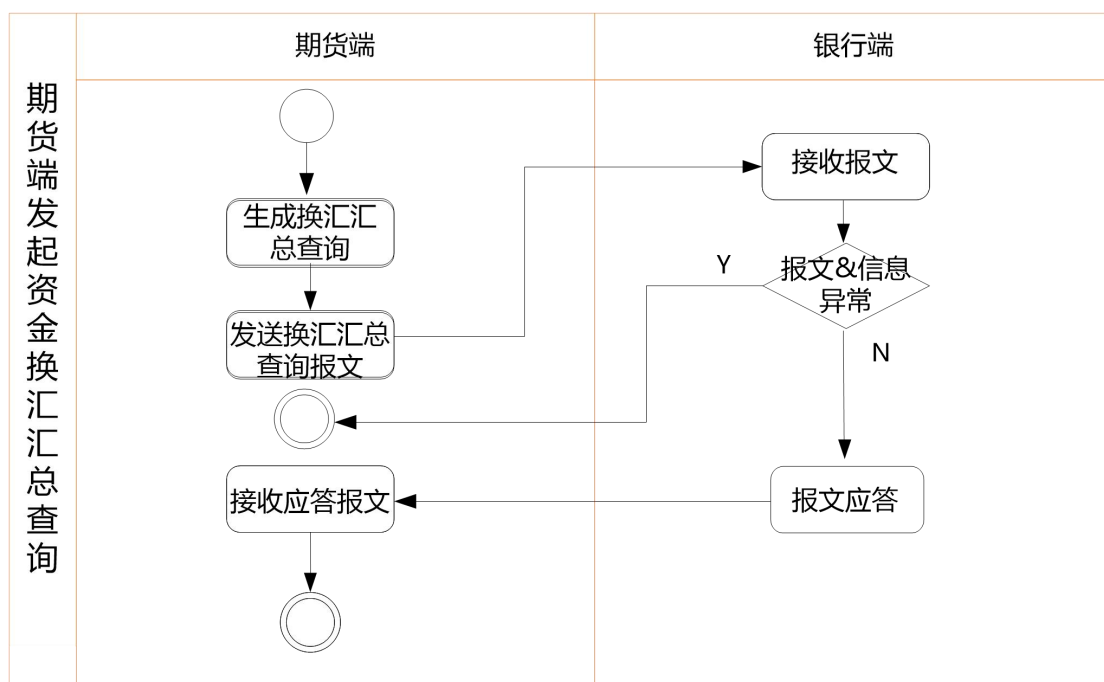 期货端
银行端
期货端发起资金换汇汇总查询
生成换汇汇
总查询
发送换汇汇总
查询报文
接收报文
报文&信息
异常
Y
N
接收应答报文
报文应答